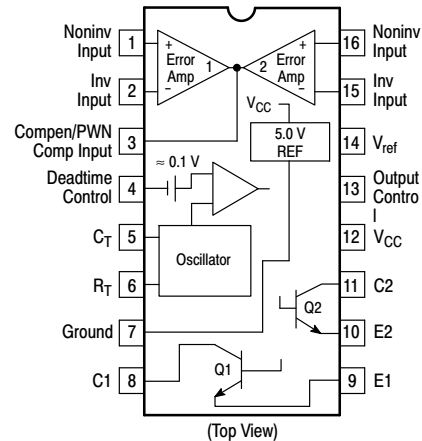 Noninv
Input
1
Inv
Input
2
Compen/PWN
Comp Input
3
Deadtime
Control
4
CT
5
RT
6
Ground
7
C1
8
+
Error
Amp
1
–
+
2
Error
Amp
–
VCC
5.0 V
REF
≈ 0.1 V
Oscillator
Q2
Q1
16
Noninv
Input
15
Inv
Input
14
Vref
13
Output
Contro
l
12
VCC
11
C2
10
E2
9
E1
(Top View)